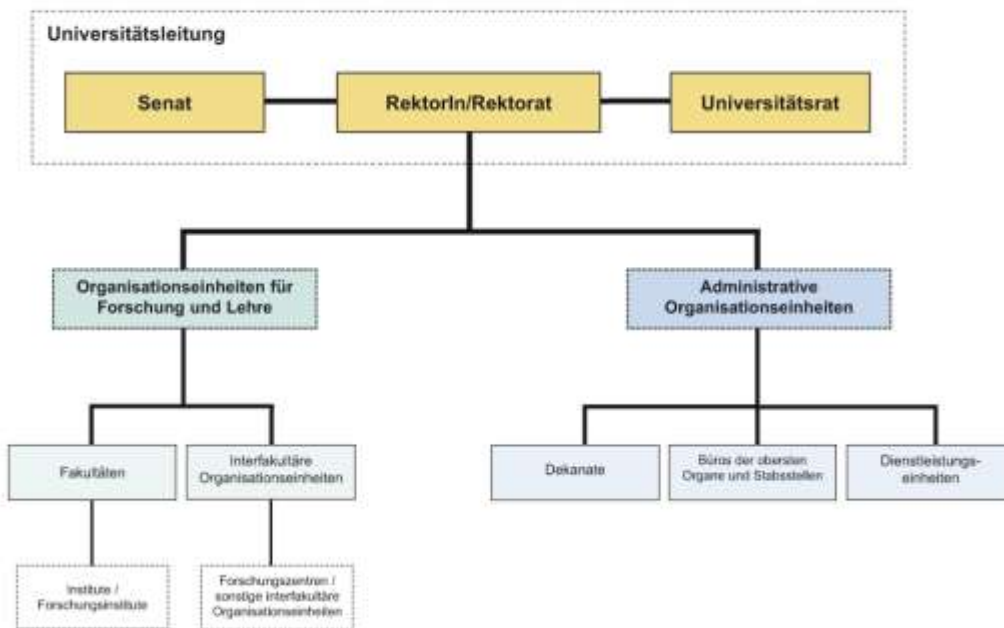 Universitätsleitung
Senat
RektorIn/Rektorat
Universitätsrat
Organisationseinheiten für
Forschung und Lehre
Administrative
Organisationseinheiten
Fakultäten
Interfakultäre
Organisationseinheiten
Dekanate
Büros der obersten
Organe und Stabsstellen
Dienstleistungs-
einheiten
Institute /
Forschungsinstitute
Forschungszentren /
sonstige interfakultäre
Organisationseinheiten